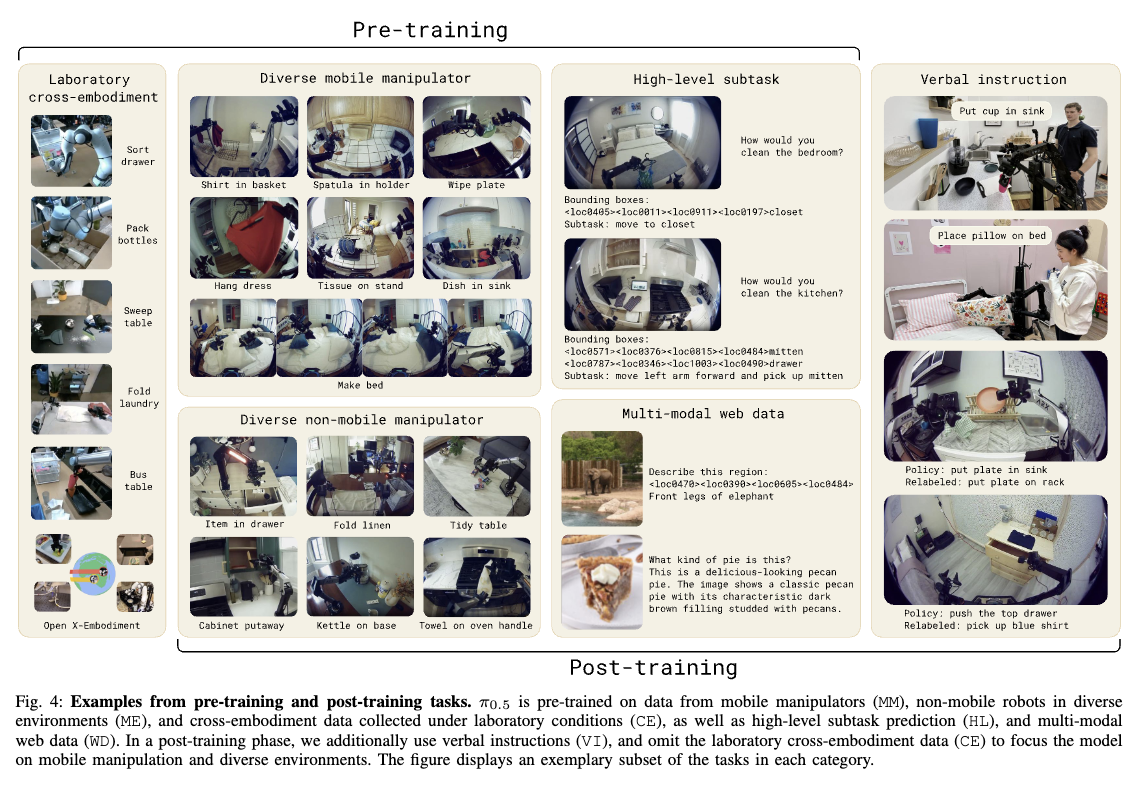 Pre-training
Laboratory
cross-embodiment
Sort
drawer
Pack
bottles
Sweep
table
Fold
laundry
Bus
table
Open X-Embodiment
Diverse mobile manipulator
Shirt in basket
Spatula in holder
Wipe plate
Hang dress
Tissue on stand
Dish in sink
Make bed
Diverse non-mobile manipulator
Item in drawer
Fold linen
Tidy table
Cabinet putaway
Kettle on base
Towel on oven handle
High-level subtask
How would you
clean the bedroom?
Bounding boxes:
<loc0405><loc0011><loc0911><loc0197>closet
Subtask: move to closet
How would you
clean the kitchen?
Bounding boxes:
<loc0571><loc0376><loc0815><loc0484>mitten
<loc0787><loc0346><loc1003><loc0490>drawer
Subtask: move left arm forward and pick up mitten
Multi-modal web data
Describe this region:
<loc0470><loc0390><loc0605><loc0484>
Front legs of elephant
What kind of pie is this?
This is a delicious-looking pecan
pie. The image shows a classic pecan
pie with its characteristic dark
brown filling studded with pecans.
Verbal instruction
Put cup in sink
Place pillow on bed
Policy: put plate in sink
Relabeled: put plate on rack
Policy: push the top drawer
Relabeled: pick up blue shirt
Post-training
Fig. 4: Examples from pre-training and post-training tasks. π0.5 is pre-trained on data from mobile manipulators (MM), non-mobile robots in diverse
environments (ME), and cross-embodiment data collected under laboratory conditions (CE), as well as high-level subtask prediction (HL), and multi-modal
web data (WD). In a post-training phase, we additionally use verbal instructions (VI), and omit the laboratory cross-embodiment data (CE) to focus the model
on mobile manipulation and diverse environments. The figure displays an exemplary subset of the tasks in each category.